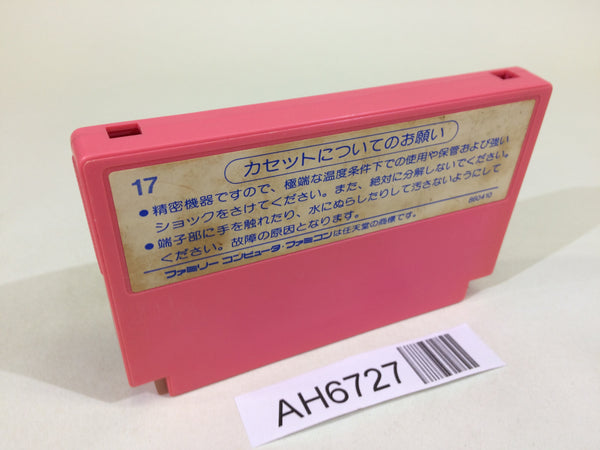 カセットについてのお願い
17
●精密機器ですので、極端な温度条件下での使用や保管および強い
ショックをさけてください。また、絶対に分解しないでください。
●端子部に手を触れたり、水にぬらしたりして汚さないようにして
ください。故障の原因となります。
860410
ファミリー コンピュータ・ファミコンは任天堂の商標です。
AH6727